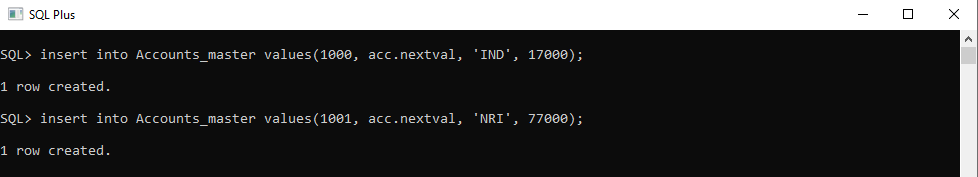 SQL Plus
SQL> insert into Accounts_master values(1000, acc.nextval, 'IND', 17000);
1 row created.
SQL> insert into Accounts_master values(1001, acc.nextval, 'NRI', 77000);
1 row created.